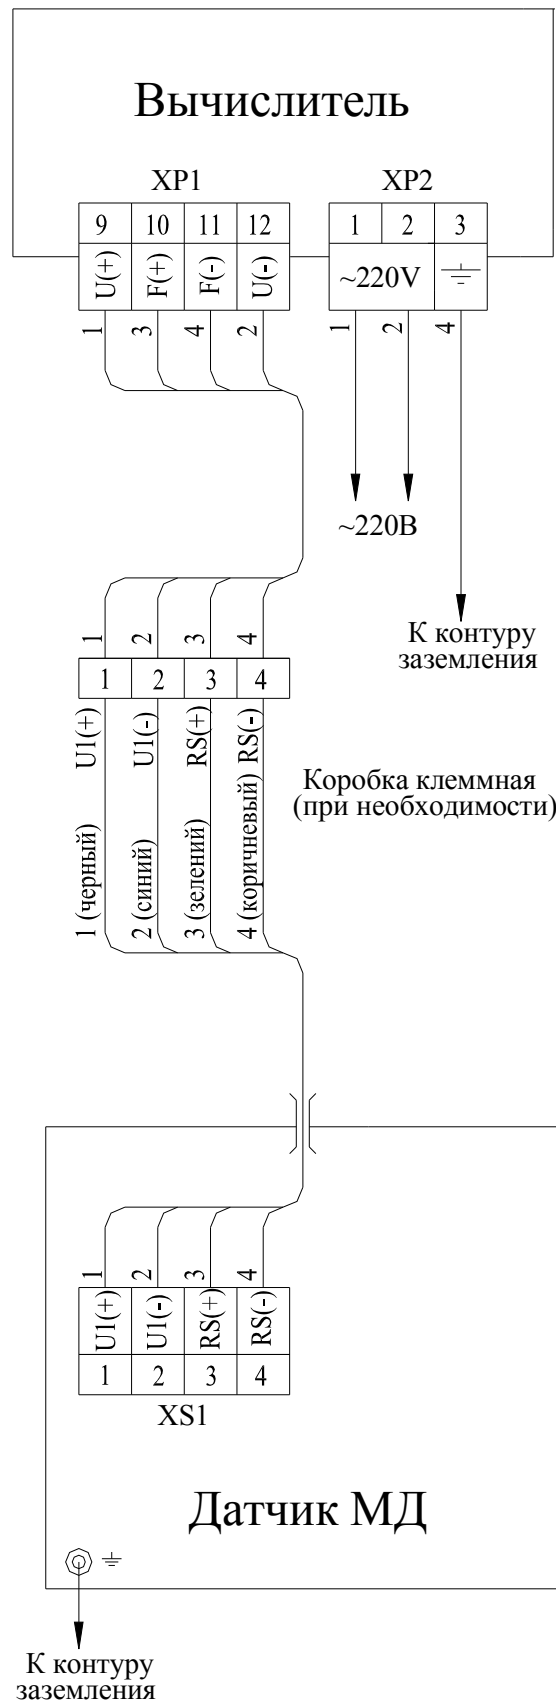 Вычислитель
XP1
XP2
9 10 11 12
1 2 3
U(+) F(+) F(-) U(-)
~220V
1 3 4 2
1 2 4
~220В
К контуру
заземления
1 2 3 4
1 2 3 4
U1(+) U1(-) RS(+) RS(-)
Коробка клеммная
(при необходимости)
1 (черный)
2 (синий)
3 (зелений)
4 (коричневый)
1 2 3 4
U1(+) U1(-) RS(+) RS(-)
1 2 3 4
XS1
Датчик МД
К контуру
заземления